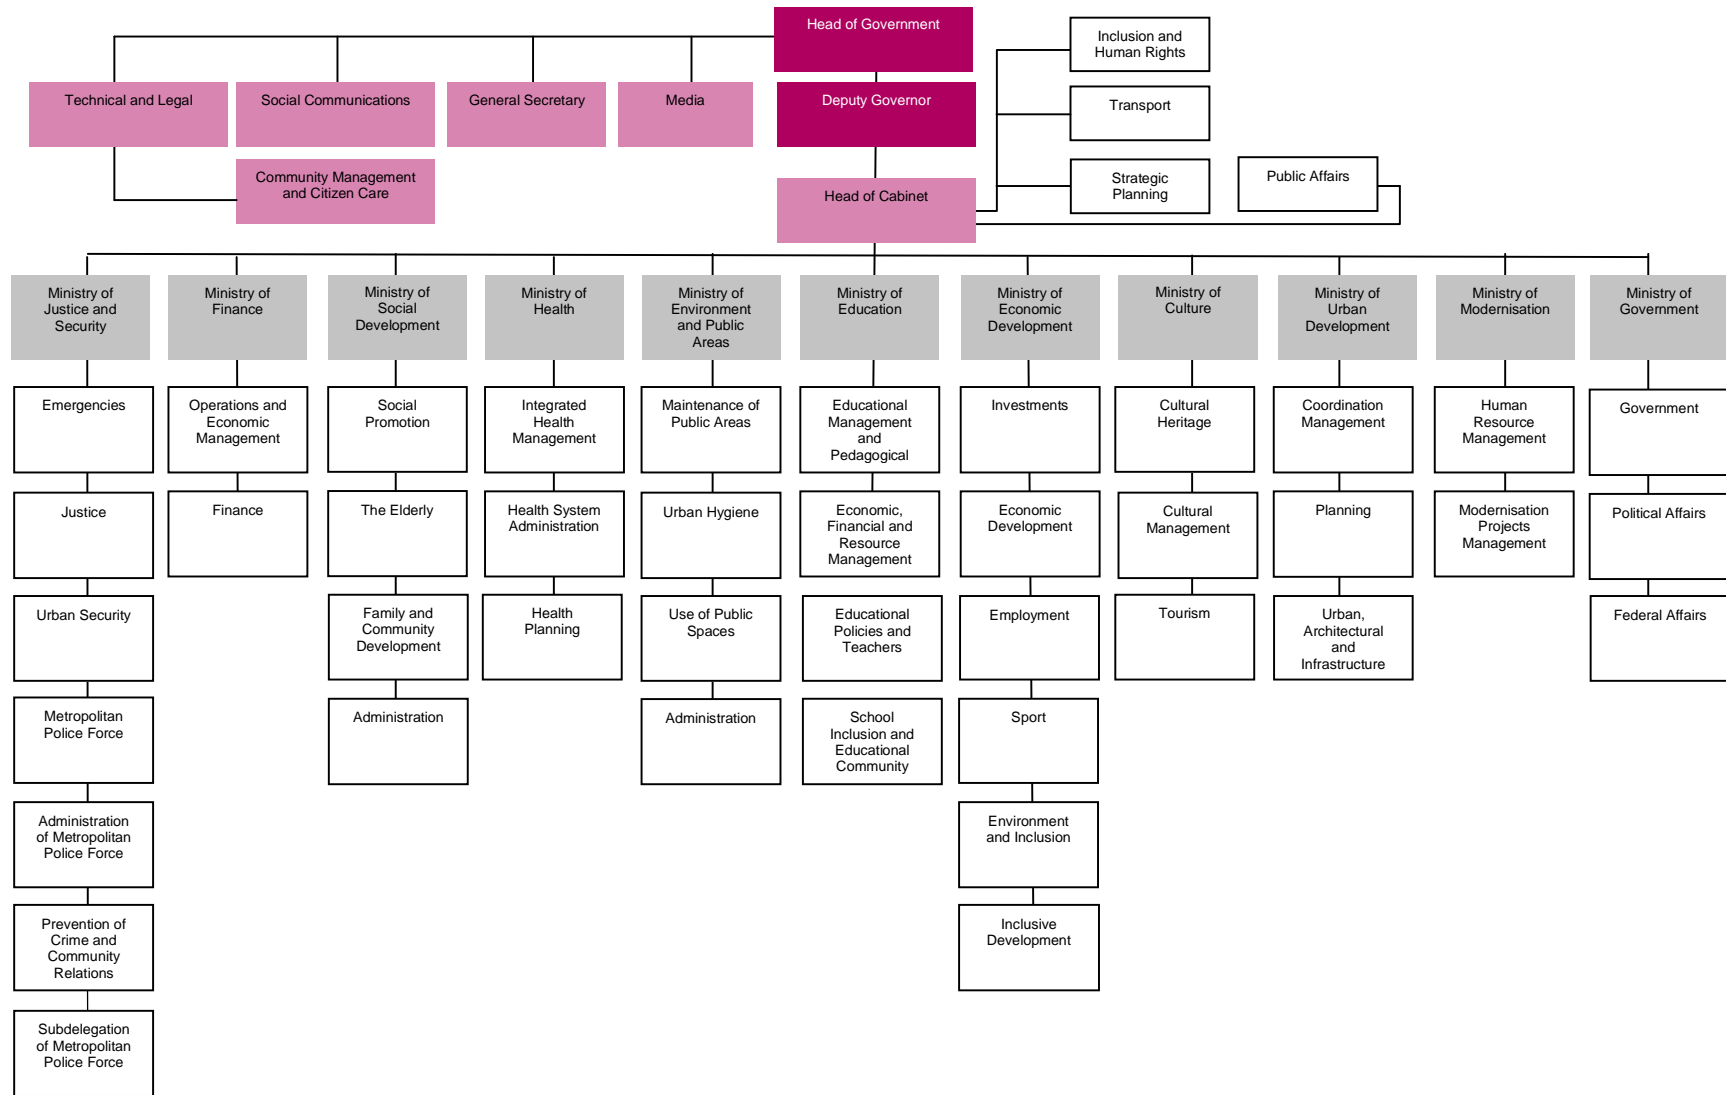 Head of Government
Inclusion and
Human Rights
Technical and Legal
Social Communications
General Secretary
Media
Deputy Governor
Transport
Community Management
and Citizen Care
Head of Cabinet
Strategic
Planning
Public Affairs
Ministry of
Justice and
Security
Ministry of
Finance
Ministry of
Social
Development
Ministry of
Health
Ministry of
Environment
and Public
Areas
Ministry of
Education
Ministry of
Economic
Development
Ministry of
Culture
Ministry of
Urban
Development
Ministry of
Modernisation
Ministry of
Government
Emergencies
Operations and
Economic
Management
Social
Promotion
Integrated
Health
Management
Maintenance of
Public Areas
Educational
Management
and
Pedagogical
Investments
Cultural
Heritage
Coordination
Management
Human
Resource
Management
Government
Justice
Finance
The Elderly
Health System
Administration
Urban Hygiene
Economic,
Financial and
Resource
Management
Economic
Development
Cultural
Management
Planning
Modernisation
Projects
Management
Political Affairs
Urban Security
Family and
Community
Development
Health
Planning
Use of Public
Spaces
Educational
Policies and
Teachers
Employment
Tourism
Urban,
Architectural
and
Infrastructure
Federal Affairs
Metropolitan
Police Force
Administration
Administration
School
Inclusion and
Educational
Community
Sport
Administration
of Metropolitan
Police Force
Environment
and Inclusion
Prevention of
Crime and
Community
Relations
Inclusive
Development
Subdelegation
of Metropolitan
Police Force